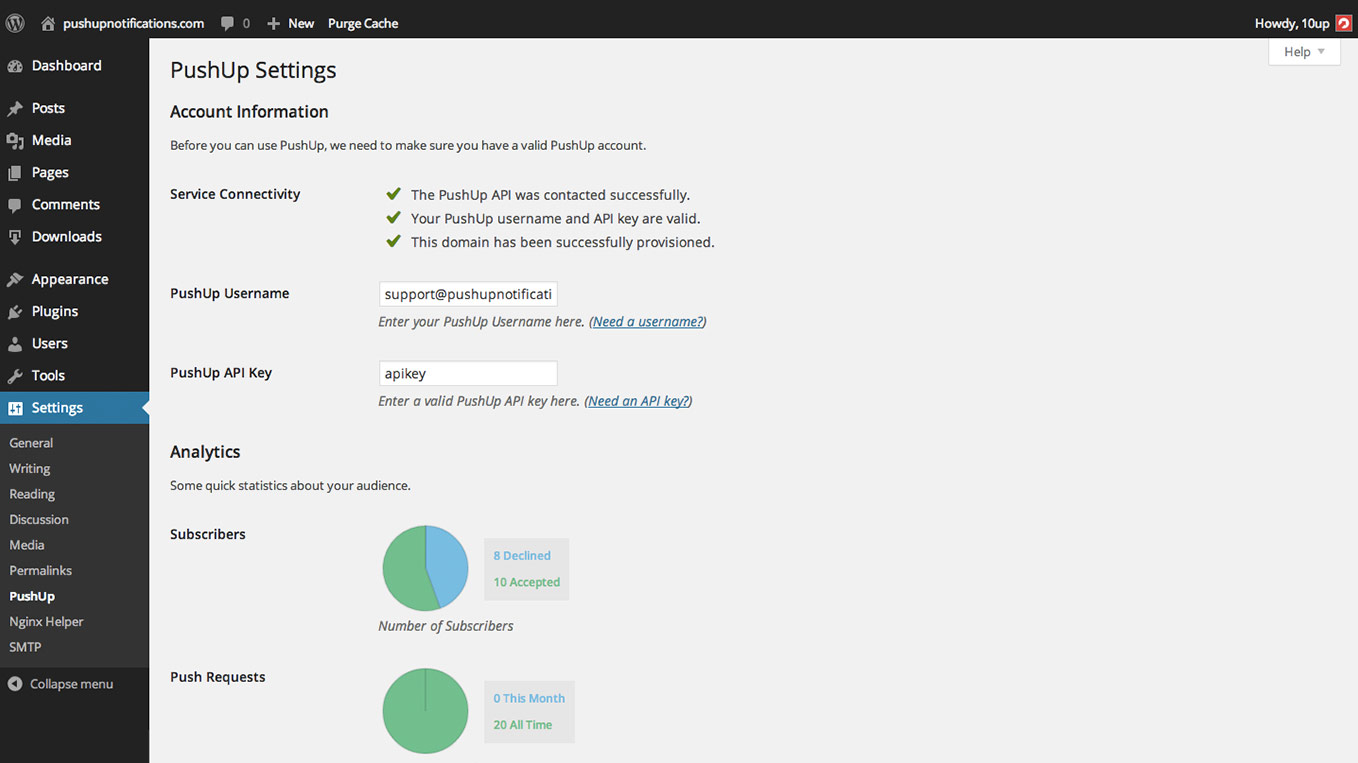 pushupnotifications.com 0 New Purge Cache Howdy, 10up
Help
Dashboard
Posts
Media
Pages
Comments
Downloads
Appearance
Plugins
Users
Tools
Settings
General
Writing
Reading
Discussion
Media
Permalinks
PushUp
Nginx Helper
SMTP
Collapse menu
PushUp Settings
Account Information
Before you can use PushUp, we need to make sure you have a valid PushUp account.
Service Connectivity
The PushUp API was contacted successfully.
Your PushUp username and API key are valid.
This domain has been successfully provisioned.
PushUp Username
support@pushupnotificati
Enter your PushUp Username here. (Need a username?)
PushUp API Key
apikey
Enter a valid PushUp API key here. (Need an API key?)
Analytics
Some quick statistics about your audience.
Subscribers
8 Declined
10 Accepted
Number of Subscribers
Push Requests
0 This Month
20 All Time